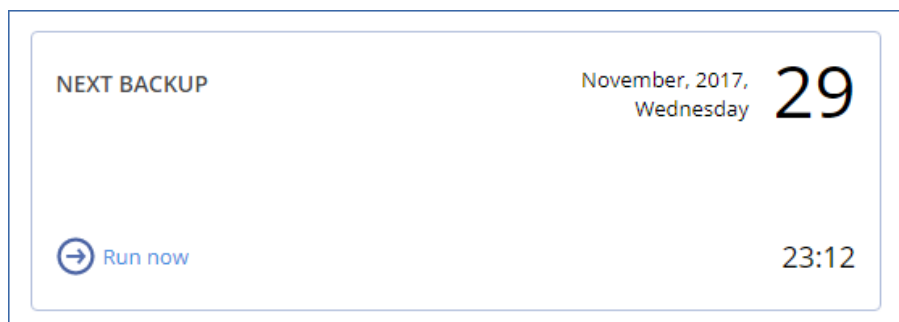 NEXT BACKUP
November, 2017,
Wednesday
29
Run now
23:12